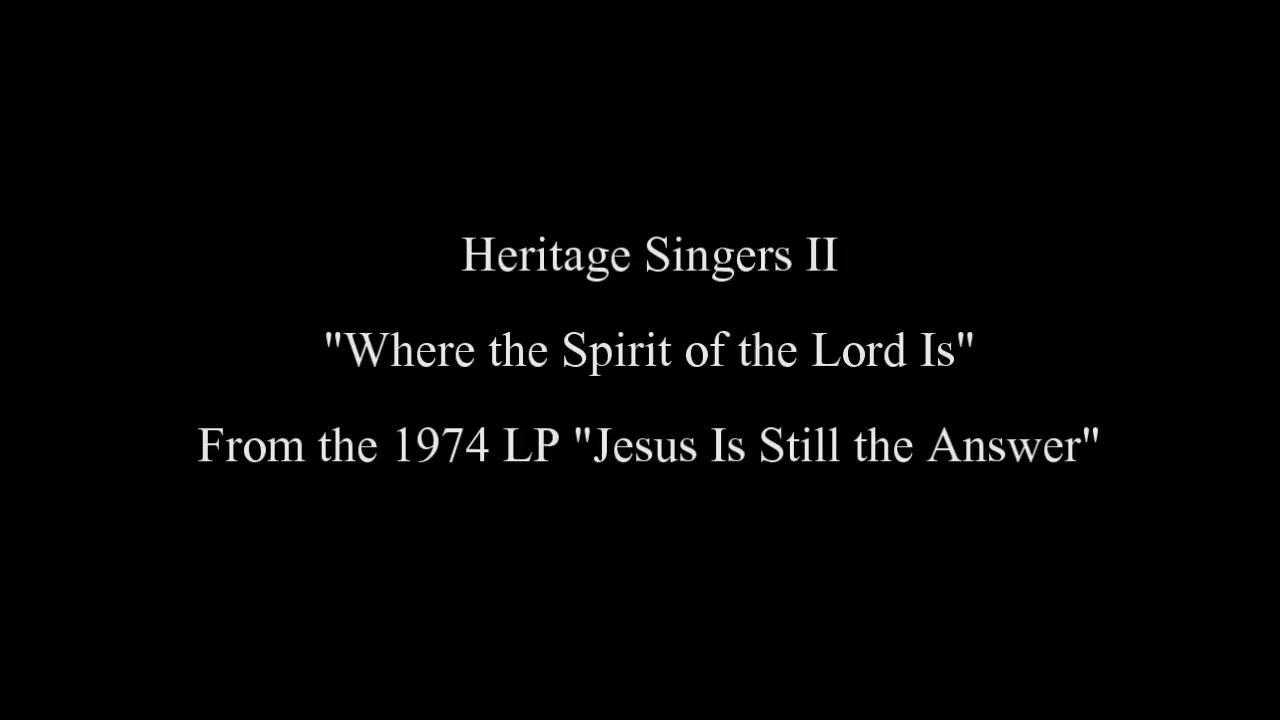 Heritage Singers II
"Where the Spirit of the Lord Is"
From the 1974 LP "Jesus Is Still the Answer"